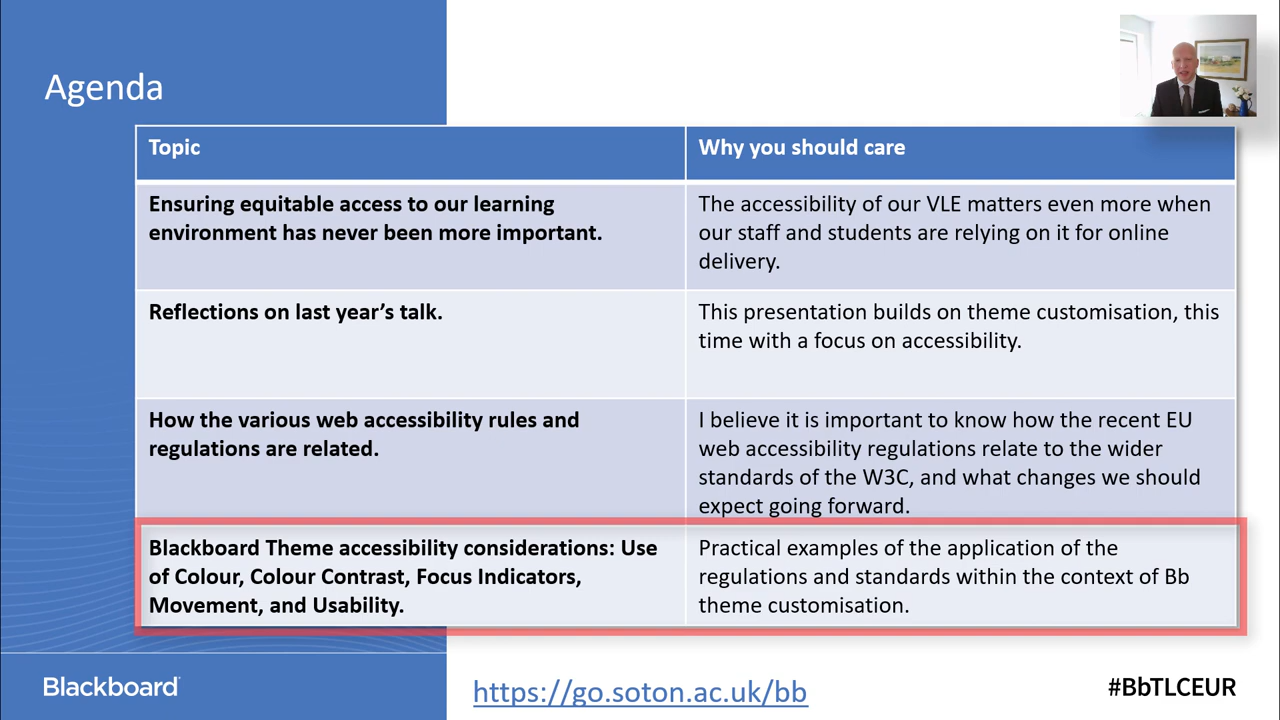 Agenda
Topic
Why you should care
Ensuring equitable access to our learning
environment has never been more important.
The accessibility of our VLE matters even more when
our staff and students are relying on it for online
delivery.
Reflections on last year’s talk.
This presentation builds on theme customisation, this
time with a focus on accessibility.
How the various web accessibility rules and
regulations are related.
I believe it is important to know how the recent EU
web accessibility regulations relate to the wider
standards of the W3C, and what changes we should
expect going forward.
Blackboard Theme accessibility considerations: Use
of Colour, Colour Contrast, Focus Indicators,
Movement, and Usability.
Practical examples of the application of the
regulations and standards within the context of Bb
theme customisation.
Blackboard
https://go.soton.ac.uk/bb
#BbTLCEUR